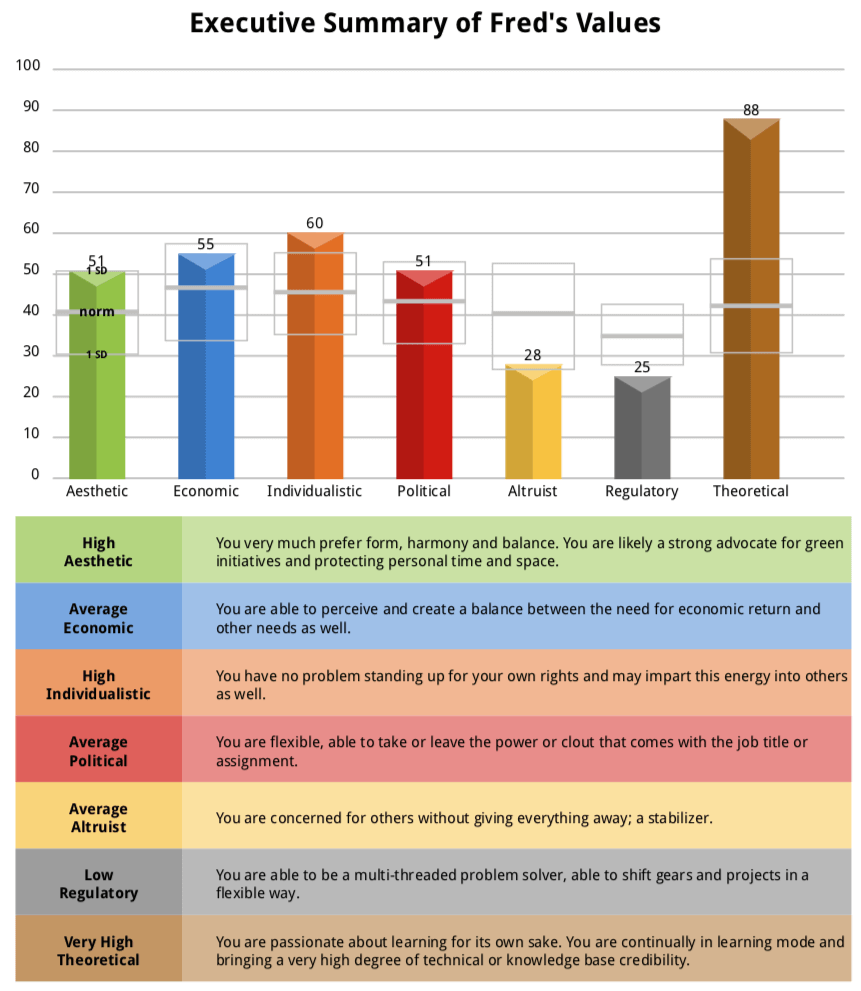 Executive Summary of Fred's Values
100
90
80
70
60
50
40
30
20
10
0
51
1 SD
norm
1 SD
55
60
51
28
25
88
Aesthetic
Economic
Individualistic
Political
Altruist
Regulatory
Theoretical
High
Aesthetic
You very much prefer form, harmony and balance. You are likely a strong advocate for green
initiatives and protecting personal time and space.
Average
Economic
You are able to perceive and create a balance between the need for economic return and
other needs as well.
High
Individualistic
You have no problem standing up for your own rights and may impart this energy into others
as well.
Average
Political
You are flexible, able to take or leave the power or clout that comes with the job title or
assignment.
Average
Altruist
You are concerned for others without giving everything away; a stabilizer.
Low
Regulatory
You are able to be a multi-threaded problem solver, able to shift gears and projects in a
flexible way.
Very High
Theoretical
You are passionate about learning for its own sake. You are continually in learning mode and
bringing a very high degree of technical or knowledge base credibility.